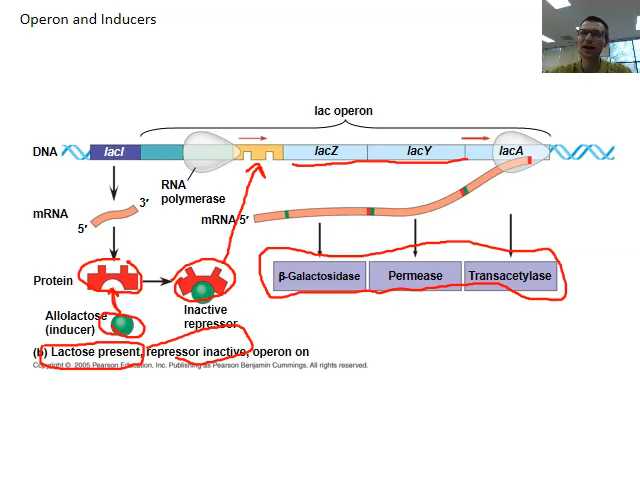 Operon and Inducers
lac operon
DNA
lacI
lacZ
lacY
lacA
RNA
polymerase
mRNA
3′
5′
mRNA 5′
Protein
β-Galactosidase
Permease
Transacetylase
Allolactose
(inducer)
Inactive
repressor
(b) Lactose present, repressor inactive, operon on
Copyright © 2005 Pearson Education, Inc. Publishing as Pearson Benjamin Cummings. All rights reserved.